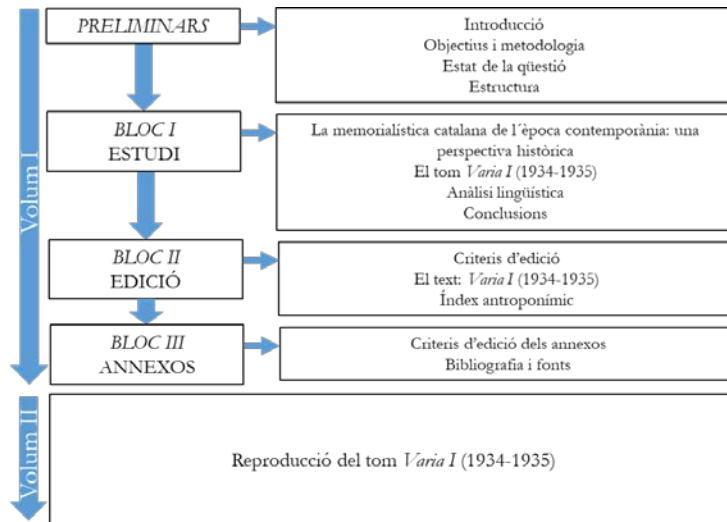 Volum I
PRELIMINARS
Introducció
Objectius i metodologia
Estat de la qüestió
Estructura
BLOC I
ESTUDI
La memorialística catalana de l´època contemporània: una
perspectiva històrica
El tom Varia I (1934-1935)
Anàlisi lingüística
Conclusions
BLOC II
EDICIÓ
Criteris d'edició
El text: Varia I (1934-1935)
Índex antroponímic
BLOC III
ANNEXOS
Criteris d'edició dels annexos
Bibliografia i fonts
Volum II
Reproducció del tom Varia I (1934-1935)